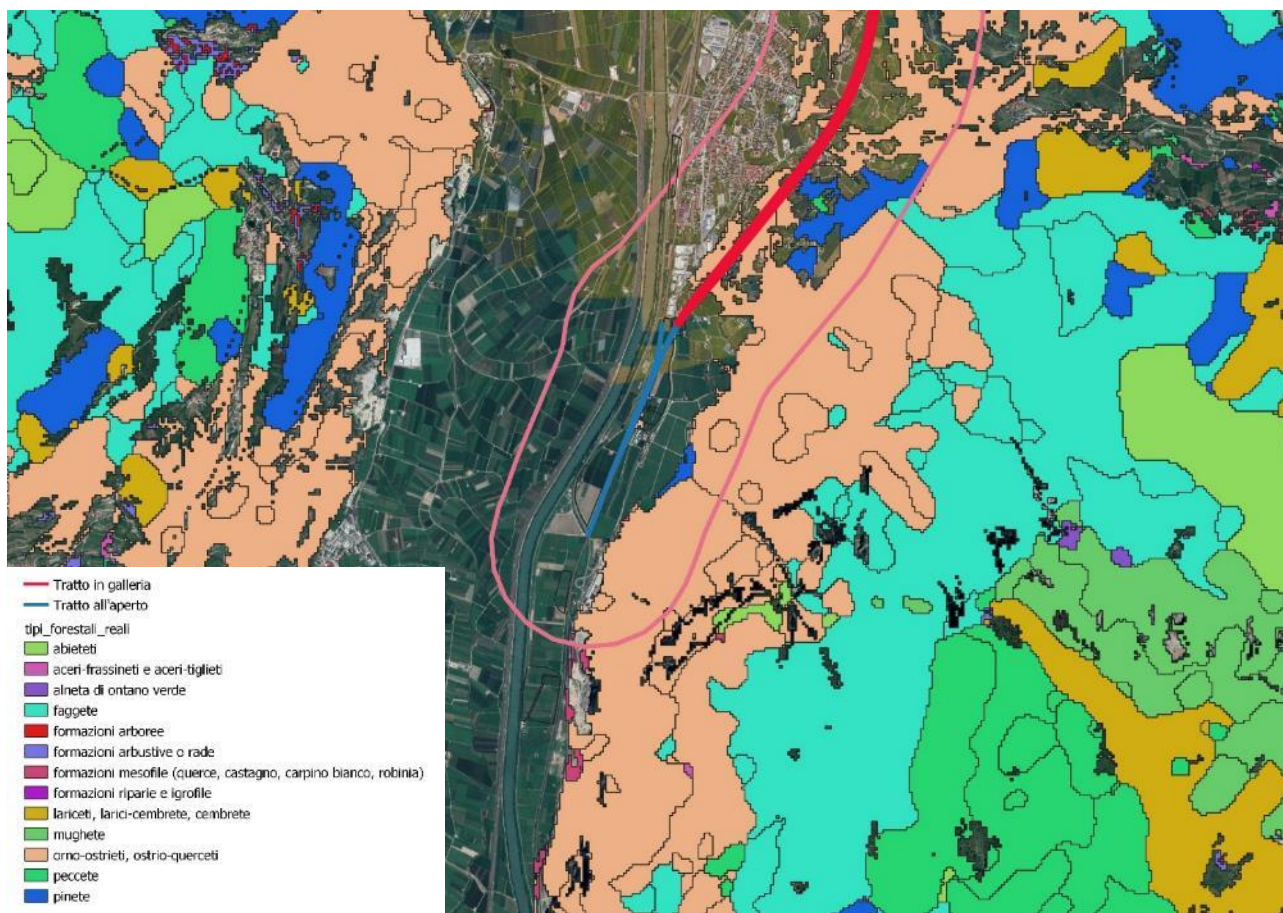 Tratto in galleria
Tratto all'aperto
tipi_forestali_reali
abieteti
aceri-frassineti e aceri-tiglieti
alneta di ontano verde
faggete
formazioni arboree
formazioni arbustive o rade
formazioni mesofile (querce, castagno, carpino bianco, robinia)
formazioni riparie e igrofile
lariceti, larici-cembrete, cembrete
mughete
orno-ostrieti, ostrio-querceti
peccete
pinete